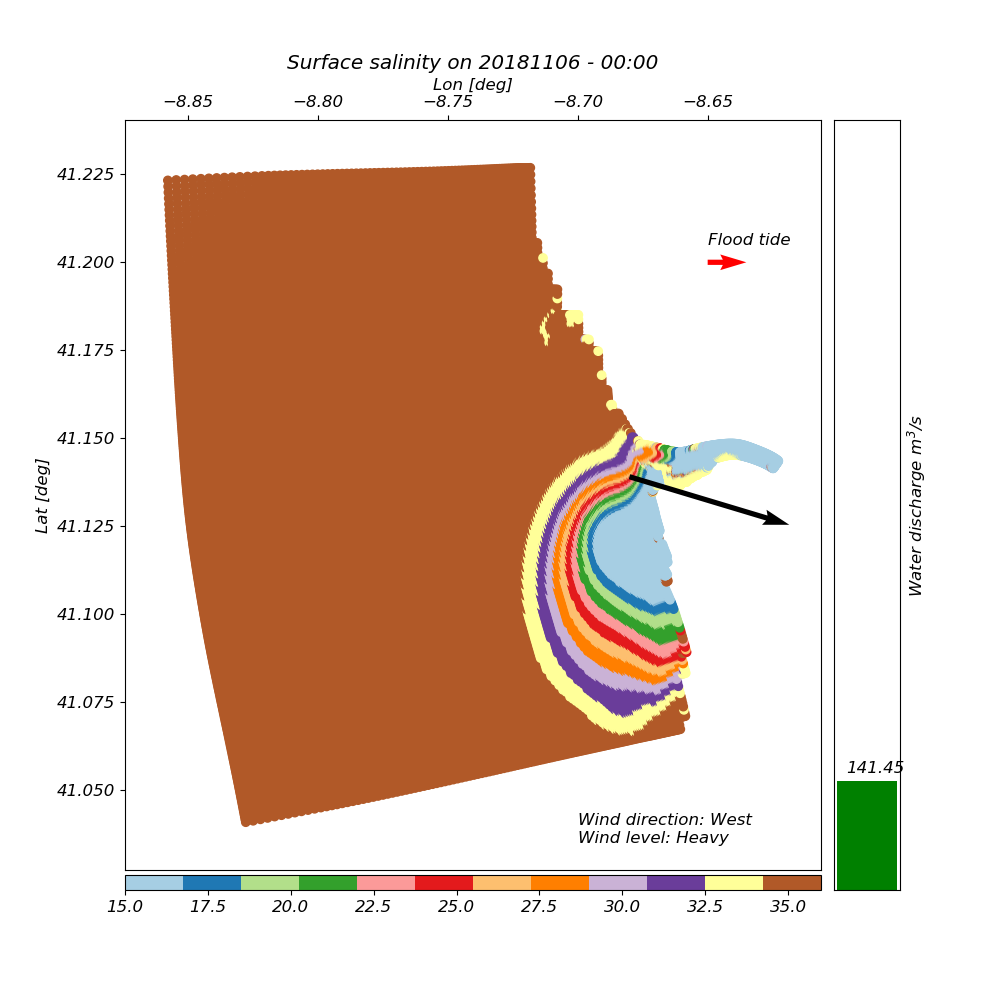 Surface salinity on 20181106 - 00:00
Lon [deg]
−8.85 −8.80 −8.75 −8.70 −8.65
41.225
41.200
41.175
41.150
41.125
41.100
41.075
41.050
Lat [deg]
Flood tide
Wind direction: West
Wind level: Heavy
15.0 17.5 20.0 22.5 25.0 27.5 30.0 32.5 35.0
141.45
Water discharge m³/s